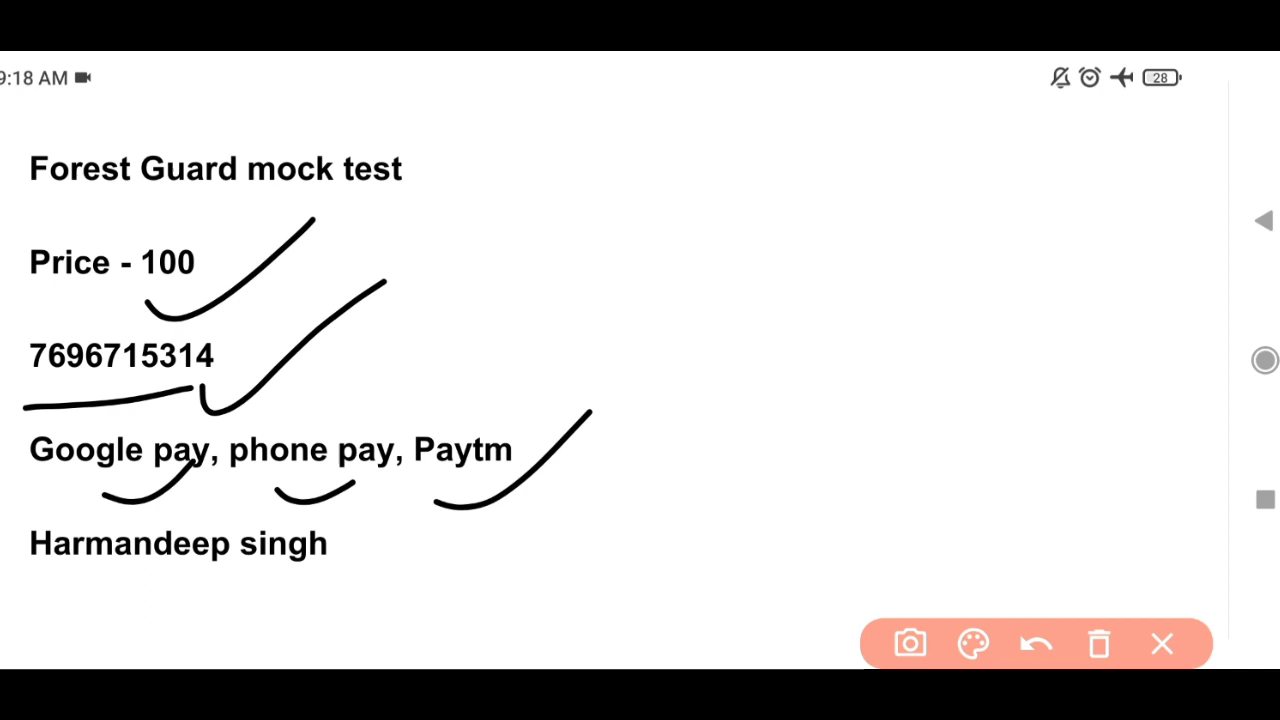 9:18 AM
28
Forest Guard mock test
Price - 100
7696715314
Google pay, phone pay, Paytm
Harmandeep singh